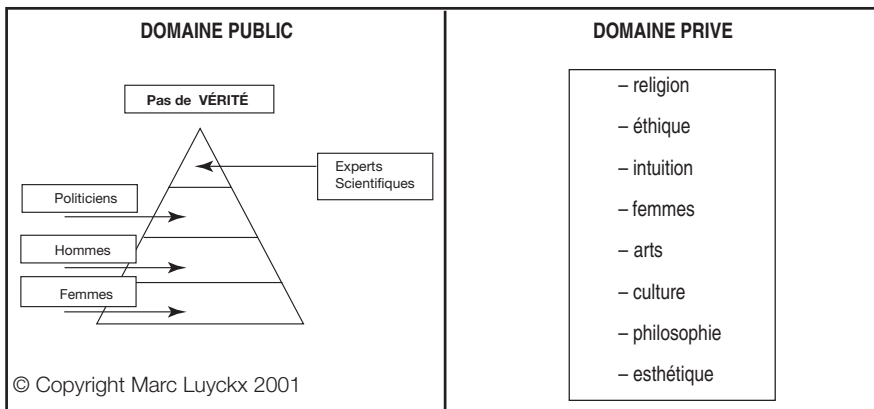 DOMAINE PUBLIC
Pas de VÉRITÉ
Experts
Scientifiques
Politiciens
Hommes
Femmes
© Copyright Marc Luyckx 2001
DOMAINE PRIVE
– religion
– éthique
– intuition
– femmes
– arts
– culture
– philosophie
– esthétique